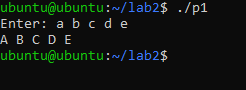 ubuntu@ubuntu:~/lab2$ ./p1
Enter: a b c d e
A B C D E
ubuntu@ubuntu:~/lab2$